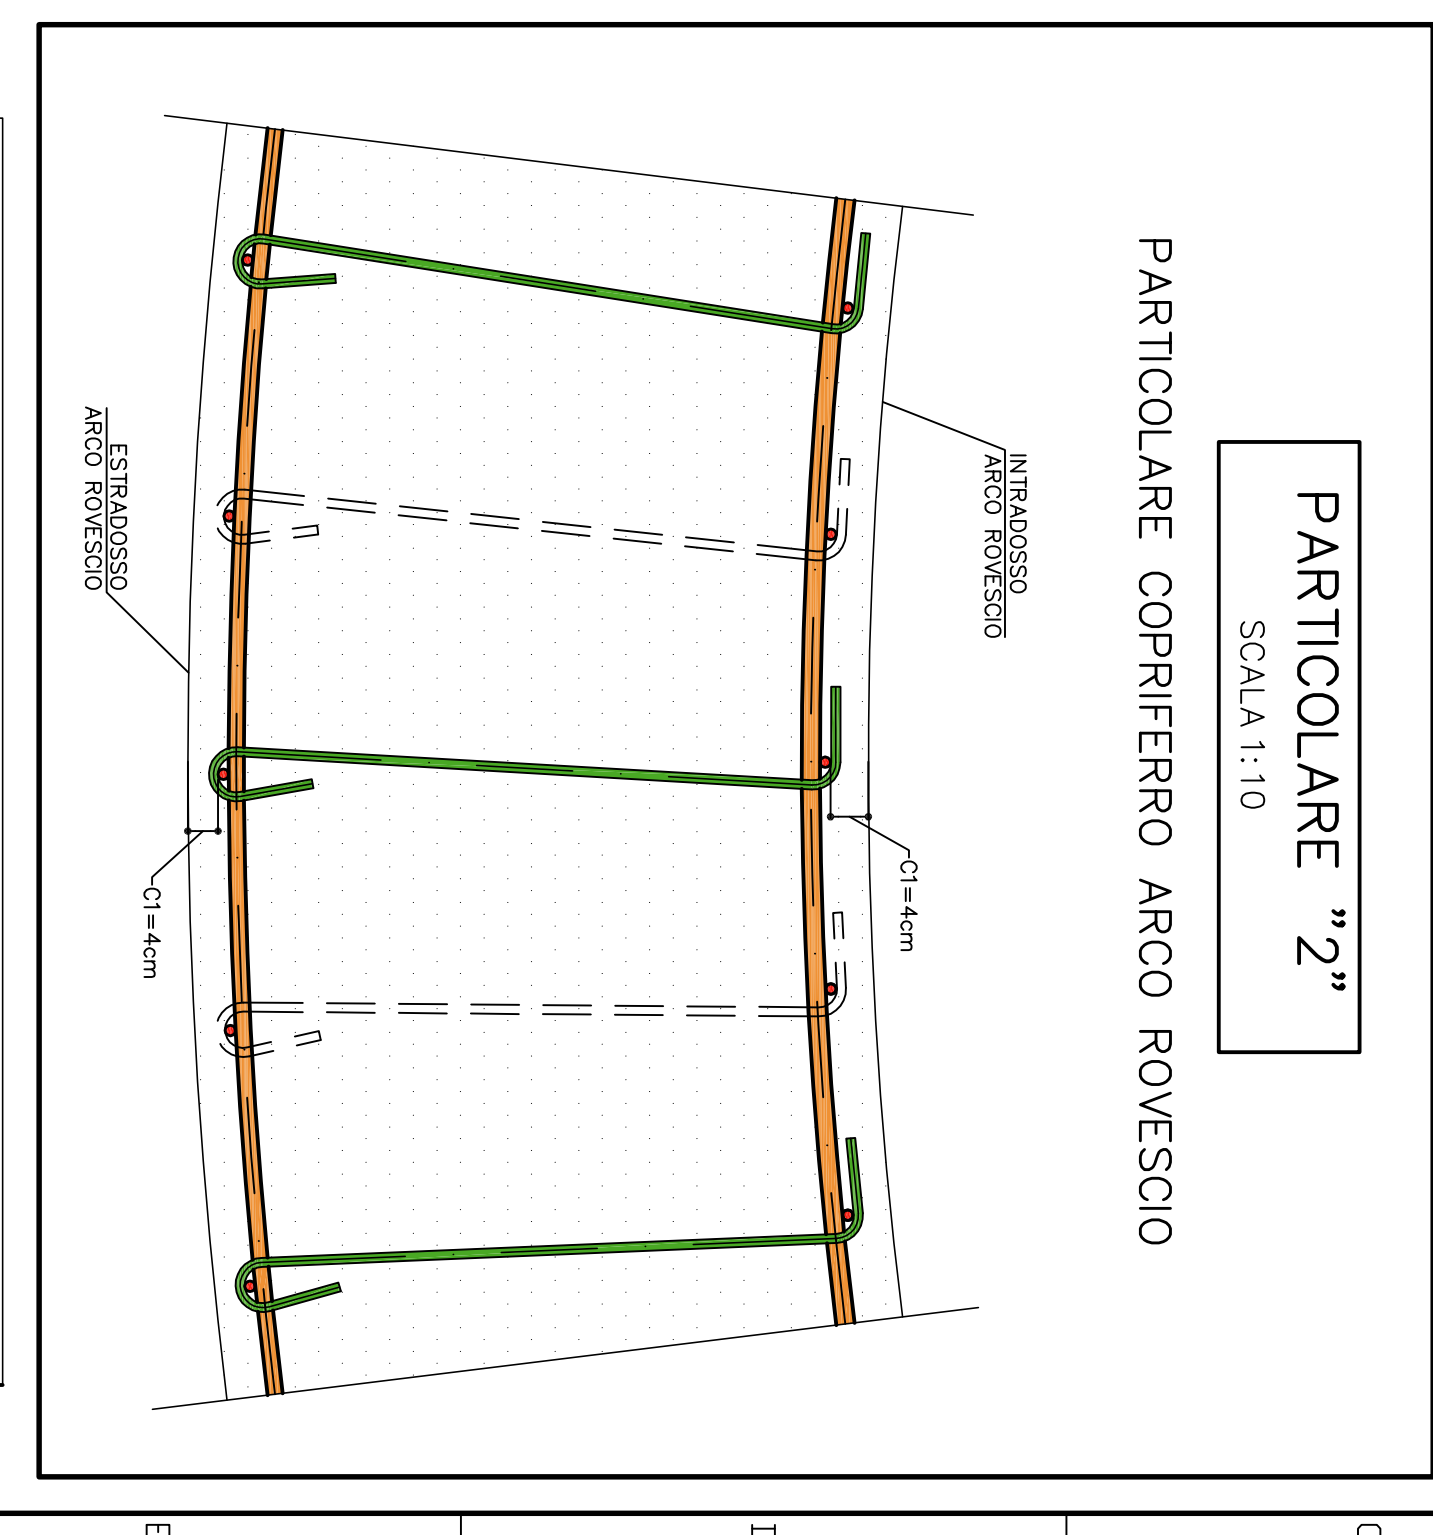 PARTICOLARE ”2”
SCALA 1:10
PARTICOLARE COPRIFERRO ARCO ROVESCIO
INTRADOSSO
ARCO ROVESCIO
C1=4cm
ESTRADOSSO
ARCO ROVESCIO
C1=4cm